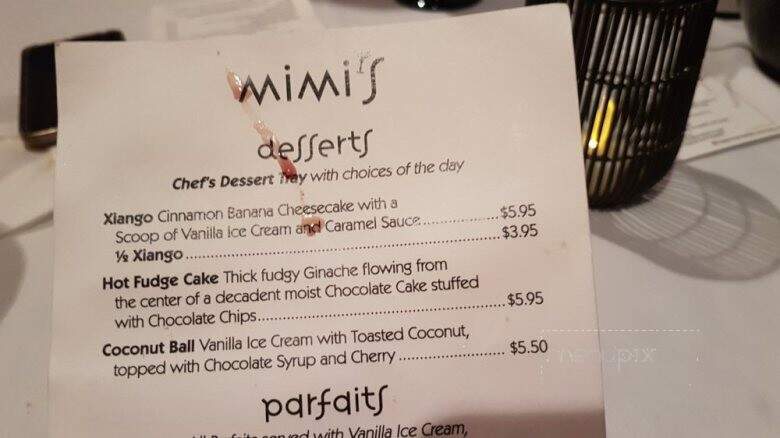 mimi's
desserts
Chef's Dessert Tray with choices of the day
Xiango Cinnamon Banana Cheesecake with a
Scoop of Vanilla Ice Cream and Caramel Sauce.................$5.95
½ Xiango..............................................................................$3.95
Hot Fudge Cake Thick fudgy Ginache flowing from
the center of a decadent moist Chocolate Cake stuffed
with Chocolate Chips.........................................................$5.95
Coconut Ball Vanilla Ice Cream with Toasted Coconut,
topped with Chocolate Syrup and Cherry........................ $5.50
parfaits
served with Vanilla Ice Cream,
menupix